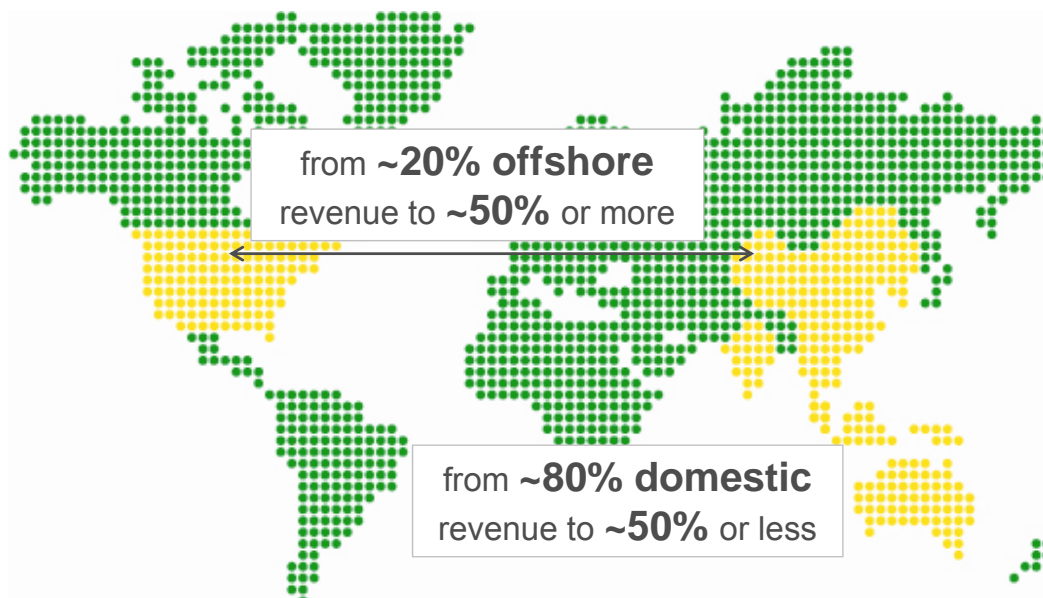 from ~20% offshore
revenue to ~50% or more
from ~80% domestic
revenue to ~50% or less